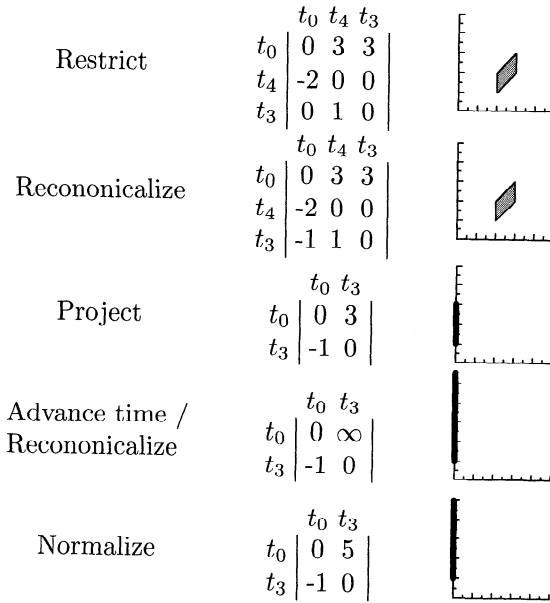 t0 t4 t3
Restrict t0 | 0 3 3 |
t4 | -2 0 0 |
t3 | 0 1 0 |
t0 t4 t3
Recononicalize t0 | 0 3 3 |
t4 | -2 0 0 |
t3 | -1 1 0 |
t0 t3
Project t0 | 0 3 |
t3 | -1 0 |
t0 t3
Advance time / t0 | 0 ∞ |
Recononicalize t3 | -1 0 |
t0 t3
Normalize t0 | 0 5 |
t3 | -1 0 |